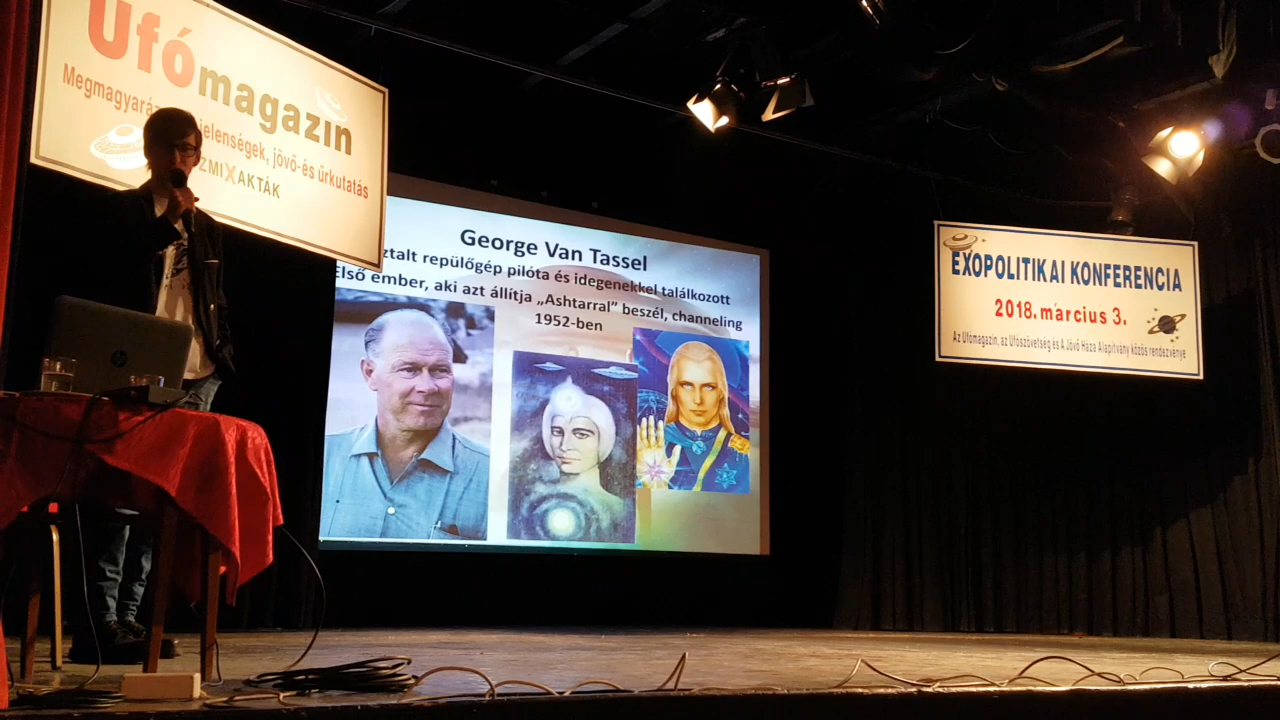 Ufómagazin
jelenségek, jövő-és űrkutatás
AKTÁK
George Van Tassel
repülőgép pilóta és idegenekkel találkozott
Első ember, aki azt állítja „Ashtarral” beszél, channeling
1952-ben
EXOPOLITIKAI KONFERENCIA
2018. március 3.
Az Ufómagazin, az Ufószövetség és A Jövő Háza Alapítvány közös rendezvénye
hp